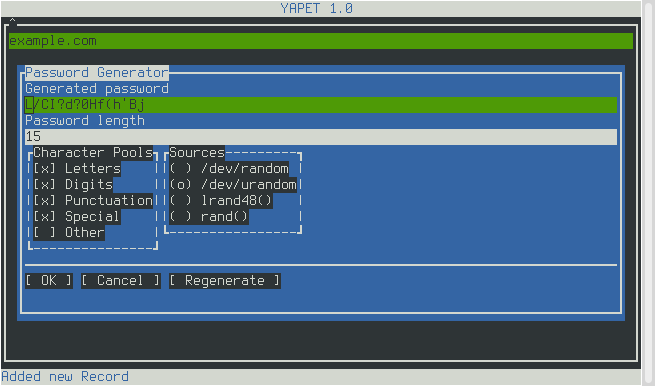 YAPET 1.0
^
example.com
Password Generator
Generated password
L/CI?d?0Hf(h'Bj
Password length
15
Character Pools Sources
[x] Letters ( ) /dev/random
[x] Digits (o) /dev/urandom
[x] Punctuation ( ) lrand48()
[x] Special ( ) rand()
[ ] Other
[ OK ] [ Cancel ] [ Regenerate ]
Added new Record